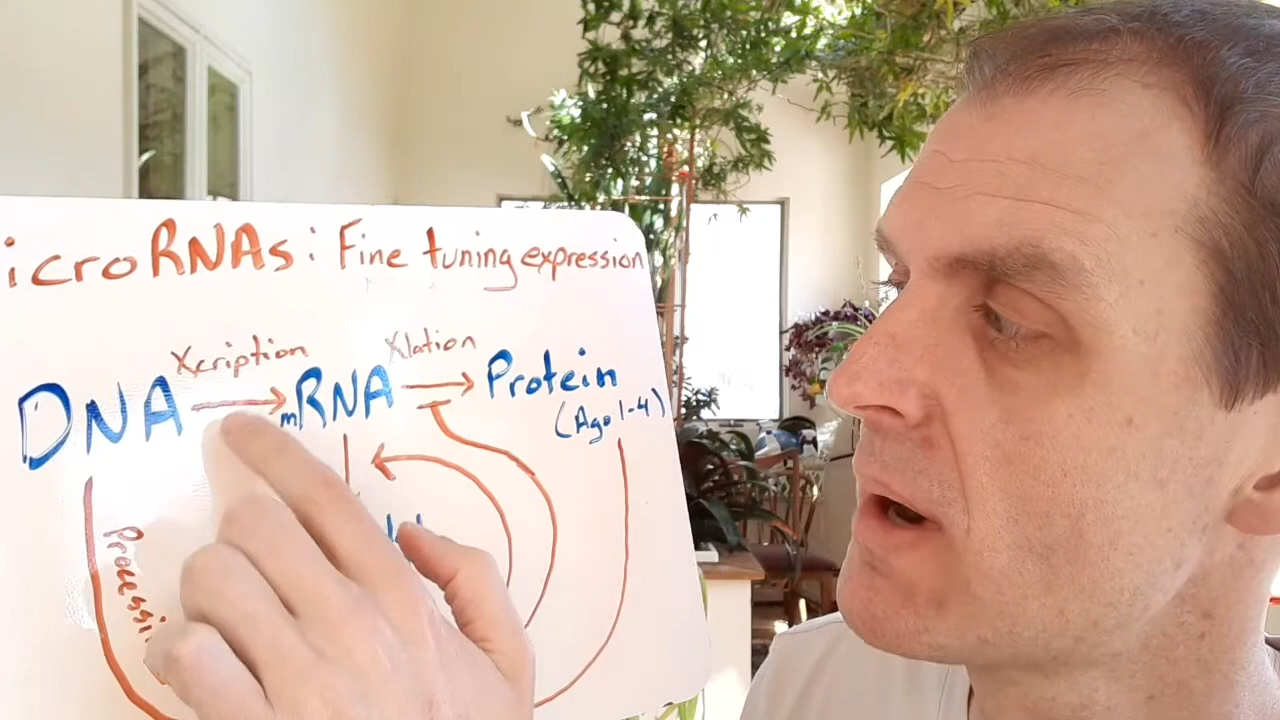 icroRNAs: Fine tuning expression
Xcription
Xlation
DNA → mRNA → Protein
(Ago 1-4)
Processi